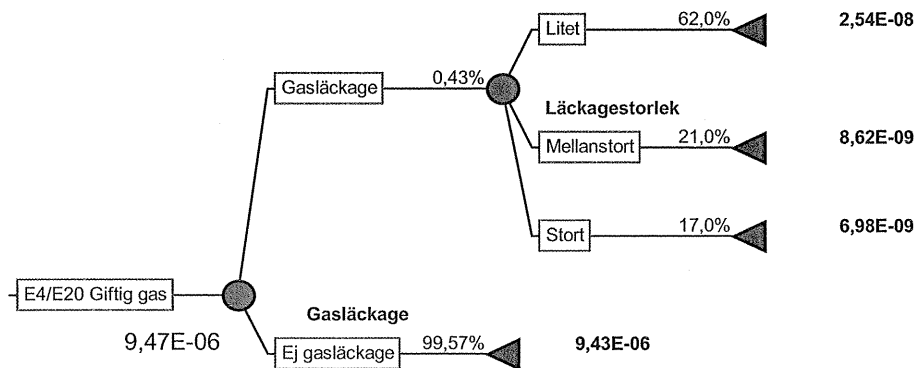 Litet 62,0% 2,54E-08
Gasläckage 0,43%
Läckagestorlek
Mellanstort 21,0% 8,62E-09
Stort 17,0% 6,98E-09
E4/E20 Giftig gas
Gasläckage
9,47E-06
Ej gasläckage 99,57% 9,43E-06